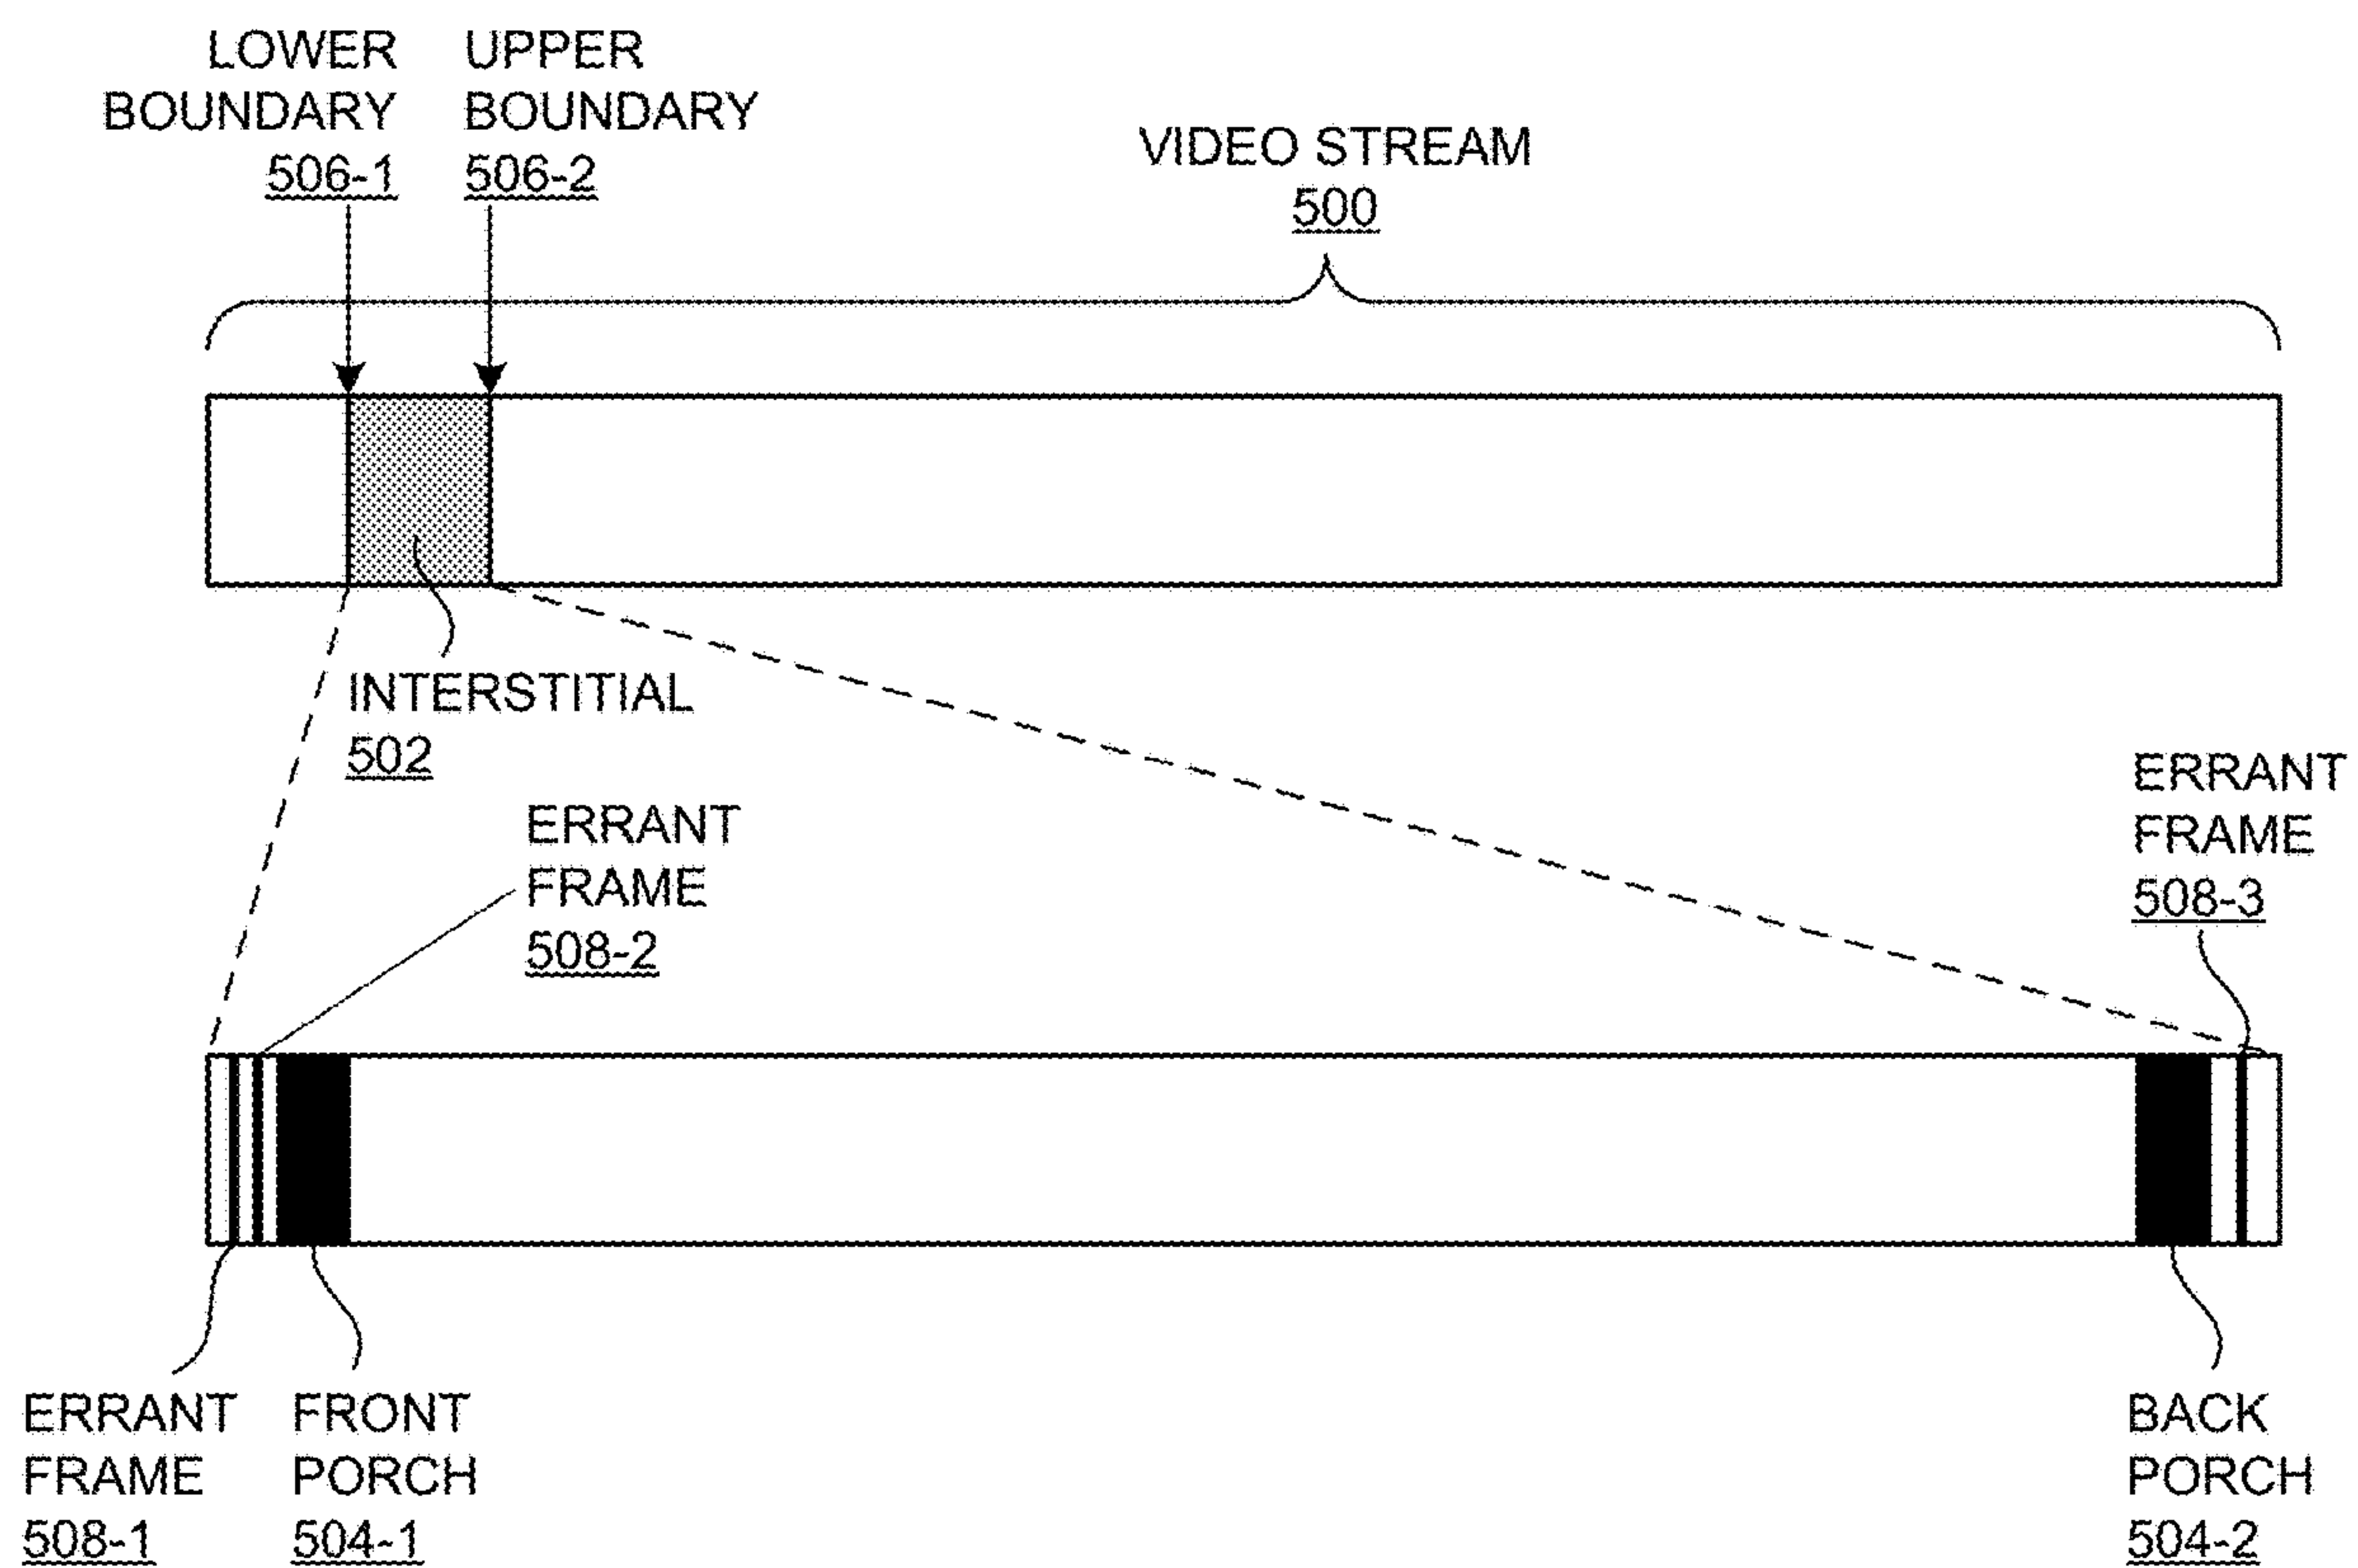 LOWER
BOUNDARY
506-1
UPPER
BOUNDARY
506-2
VIDEO STREAM
500
INTERSTITIAL
502
ERRANT
FRAME
508-2
ERRANT
FRAME
508-3
ERRANT
FRAME
508-1
FRONT
PORCH
504-1
BACK
PORCH
504-2